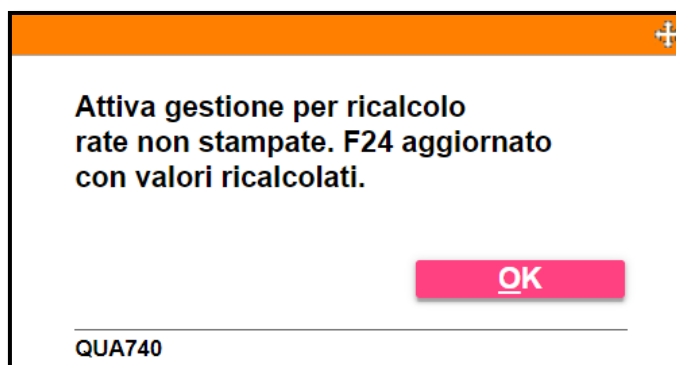 Attiva gestione per ricalcolo
rate non stampate. F24 aggiornato
con valori ricalcolati.
OK
QUA740